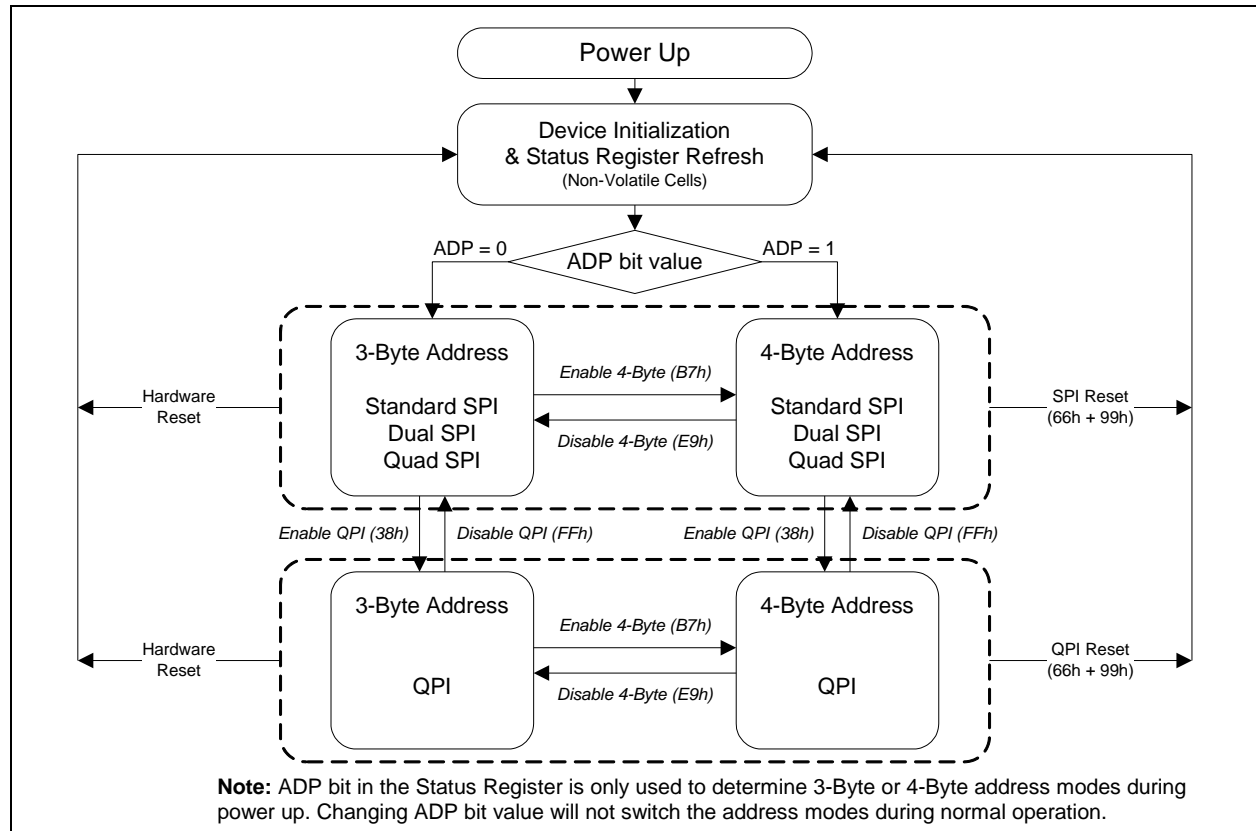 Power Up
Device Initialization
& Status Register Refresh
(Non-Volatile Cells)
ADP = 0
ADP bit value
ADP = 1
3-Byte Address
Standard SPI
Dual SPI
Quad SPI
Enable 4-Byte (B7h)
Disable 4-Byte (E9h)
4-Byte Address
Standard SPI
Dual SPI
Quad SPI
Hardware
Reset
SPI Reset
(66h + 99h)
Enable QPI (38h)
Disable QPI (FFh)
Enable QPI (38h)
Disable QPI (FFh)
3-Byte Address
QPI
Enable 4-Byte (B7h)
Disable 4-Byte (E9h)
4-Byte Address
QPI
Hardware
Reset
QPI Reset
(66h + 99h)
Note: ADP bit in the Status Register is only used to determine 3-Byte or 4-Byte address modes during
power up. Changing ADP bit value will not switch the address modes during normal operation.